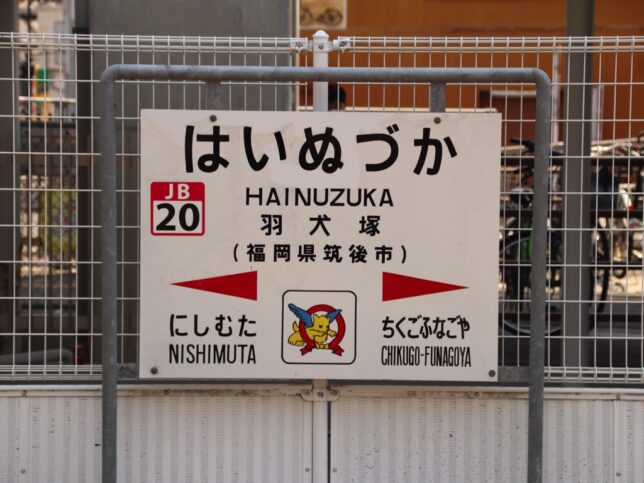 はいぬづか
JB
20
HAINUZUKA
羽犬塚
(福岡県筑後市)
にしむた
NISHIMUTA
ちくごふなごや
CHIKUGO-FUNAGOYA